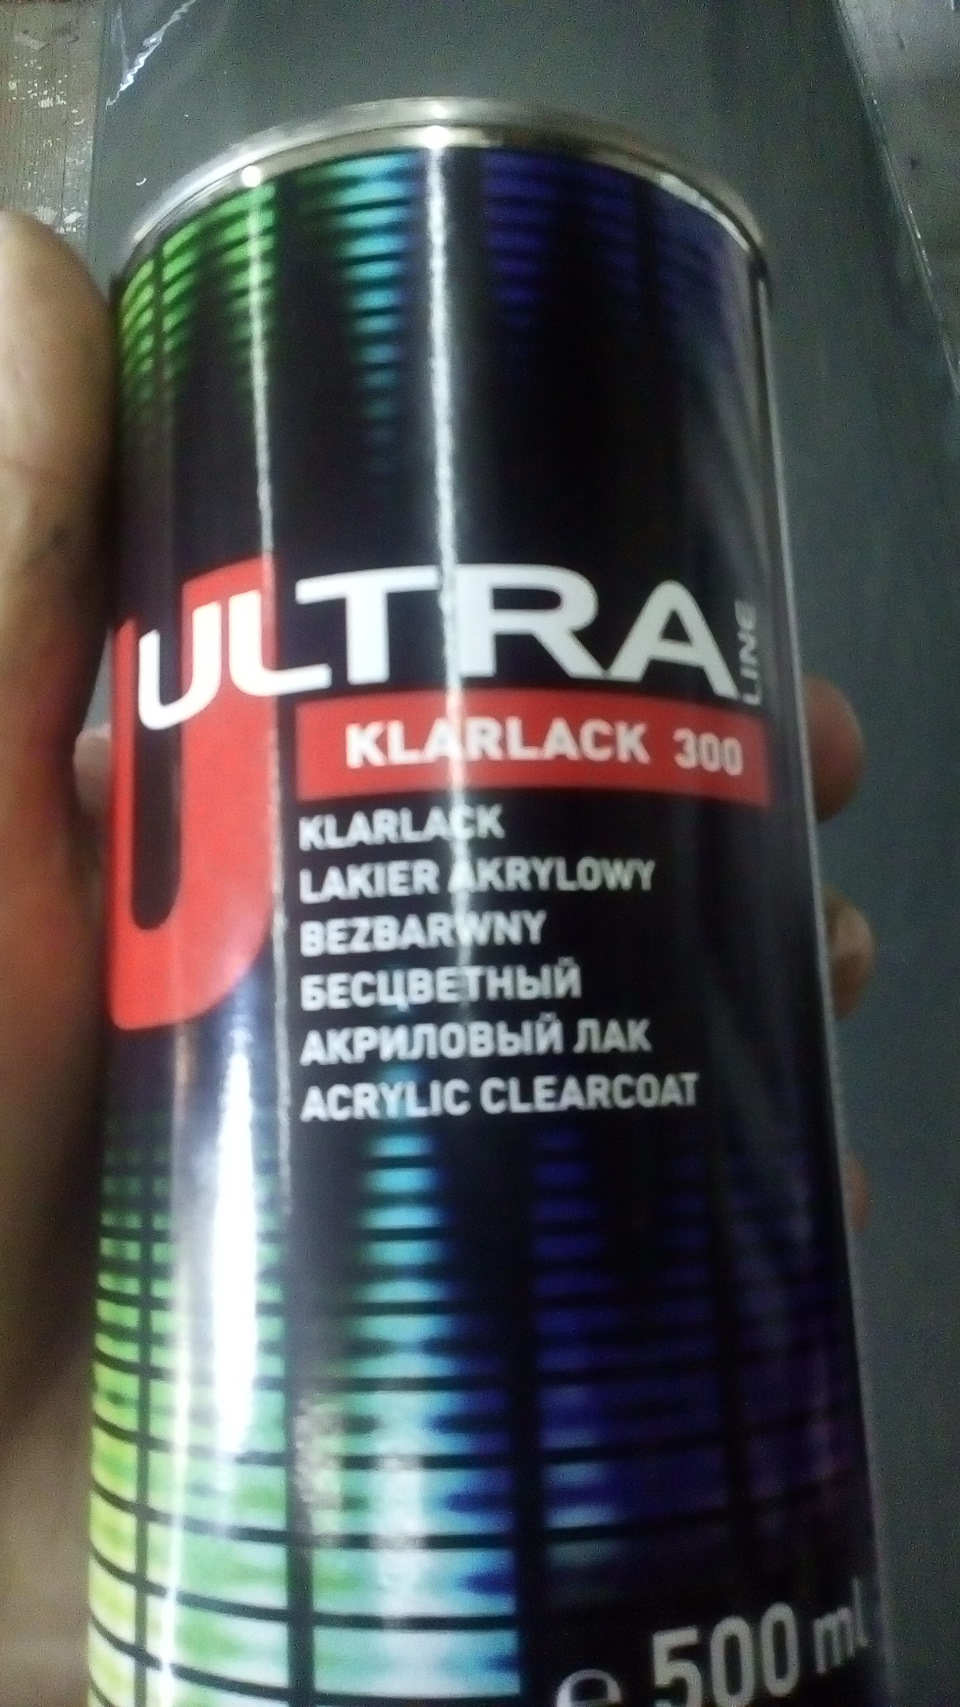 ULTRA LINE
KLARLACK 300
KLARLACK
LAKIER AKRYLOWY
BEZBARWNY
БЕСЦВЕТНЫЙ
АКРИЛОВЫЙ ЛАК
ACRYLIC CLEARCOAT
e 500 ml